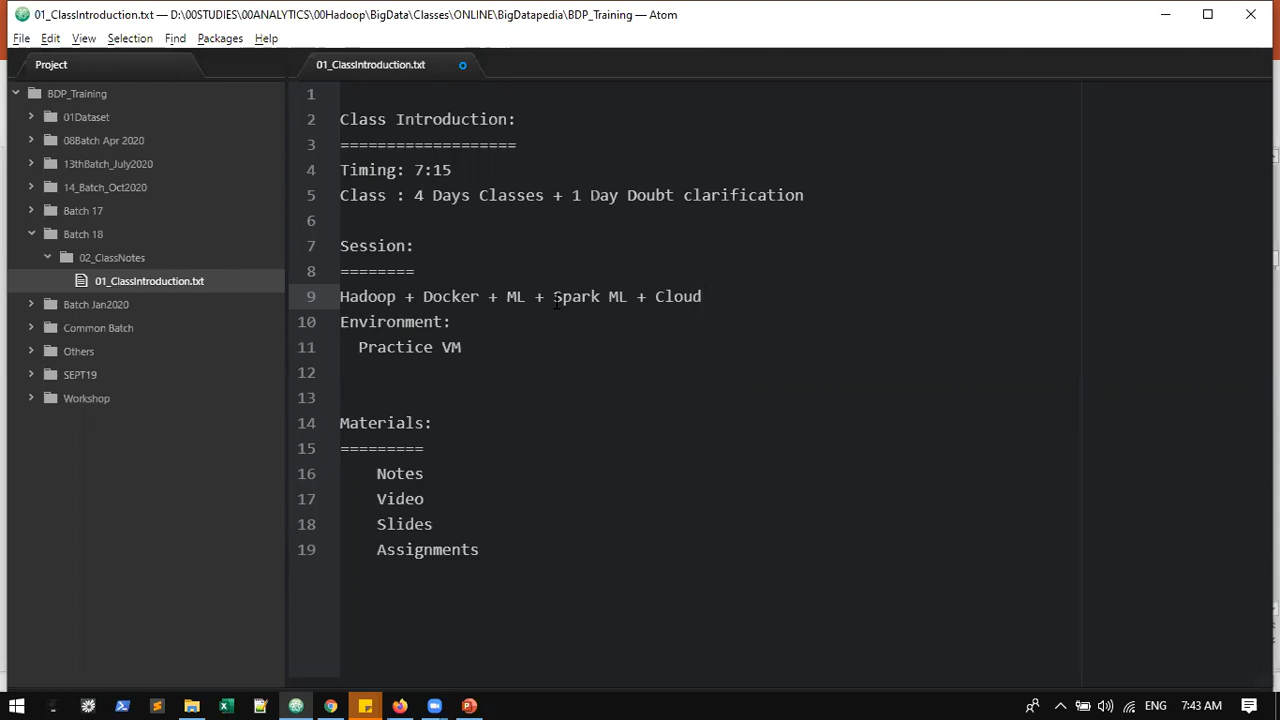 01_ClassIntroduction.txt — D:\00STUDIES\00ANALYTICS\00Hadoop\BigData\Classes\ONLINE\BigDatapedia\BDP_Training — Atom
File Edit View Selection Find Packages Help
Project
01_ClassIntroduction.txt
BDP_Training
01Dataset
08Batch Apr 2020
13thBatch_July2020
14_Batch_Oct2020
Batch 17
Batch 18
02_ClassNotes
01_ClassIntroduction.txt
Batch Jan2020
Common Batch
Others
SEPT19
Workshop
1
2 Class Introduction:
3 ===================
4 Timing: 7:15
5 Class : 4 Days Classes + 1 Day Doubt clarification
6
7 Session:
8 ========
9 Hadoop + Docker + ML + Spark ML + Cloud
10 Environment:
11 Practice VM
12
13
14 Materials:
15 =========
16 Notes
17 Video
18 Slides
19 Assignments
ENG 7:43 AM